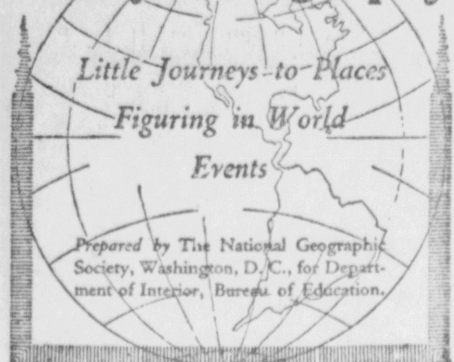 Little Journeys to Places
Figuring in World
Events
Prepared by The National Geographic
Society, Washington, D. C., for Depart-
ment of Interior, Bureau of Education.